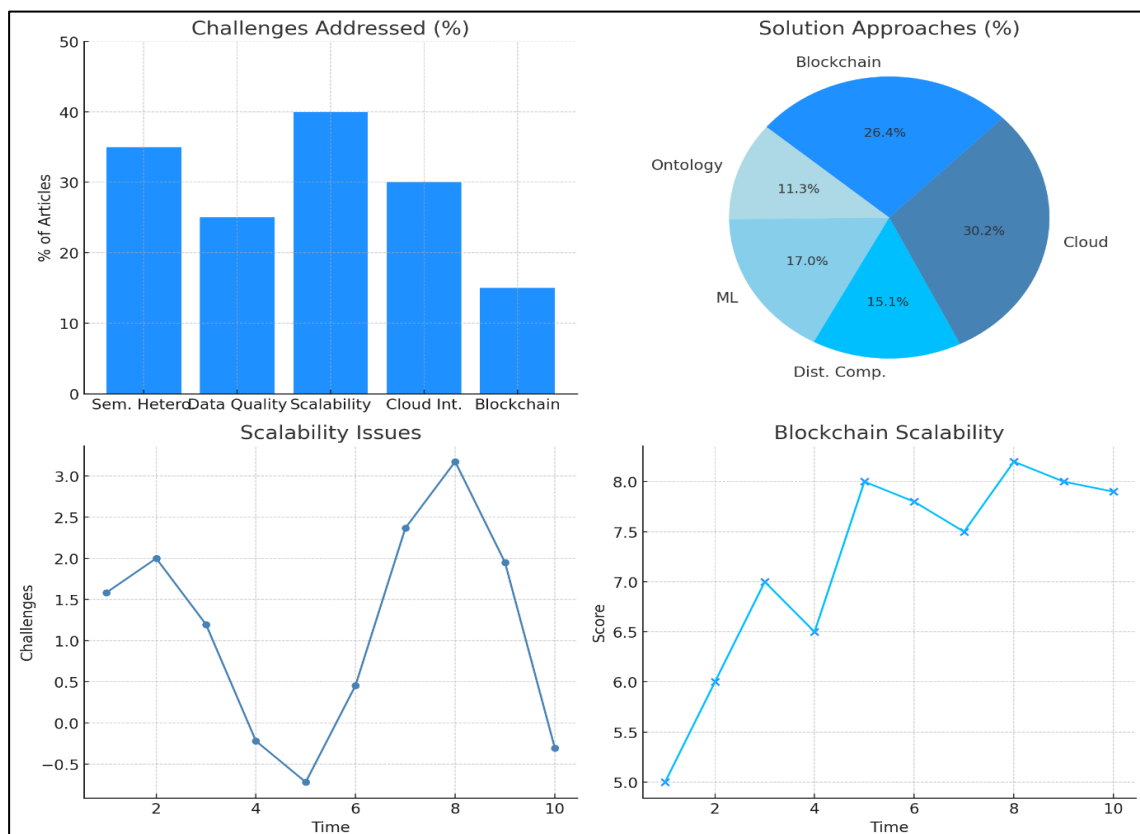 Challenges Addressed (%)
% of Articles
50
40
30
20
10
0
Sem. Hetero.
Data Quality
Scalability
Cloud Int.
Blockchain
Solution Approaches (%)
Blockchain
26.4%
Ontology
11.3%
30.2%
Cloud
17.0%
ML
15.1%
Dist. Comp.
Scalability Issues
Challenges
3.0
2.5
2.0
1.5
1.0
0.5
0.0
−0.5
2 4 6 8 10
Time
Blockchain Scalability
Score
8.0
7.5
7.0
6.5
6.0
5.5
5.0
2 4 6 8 10
Time